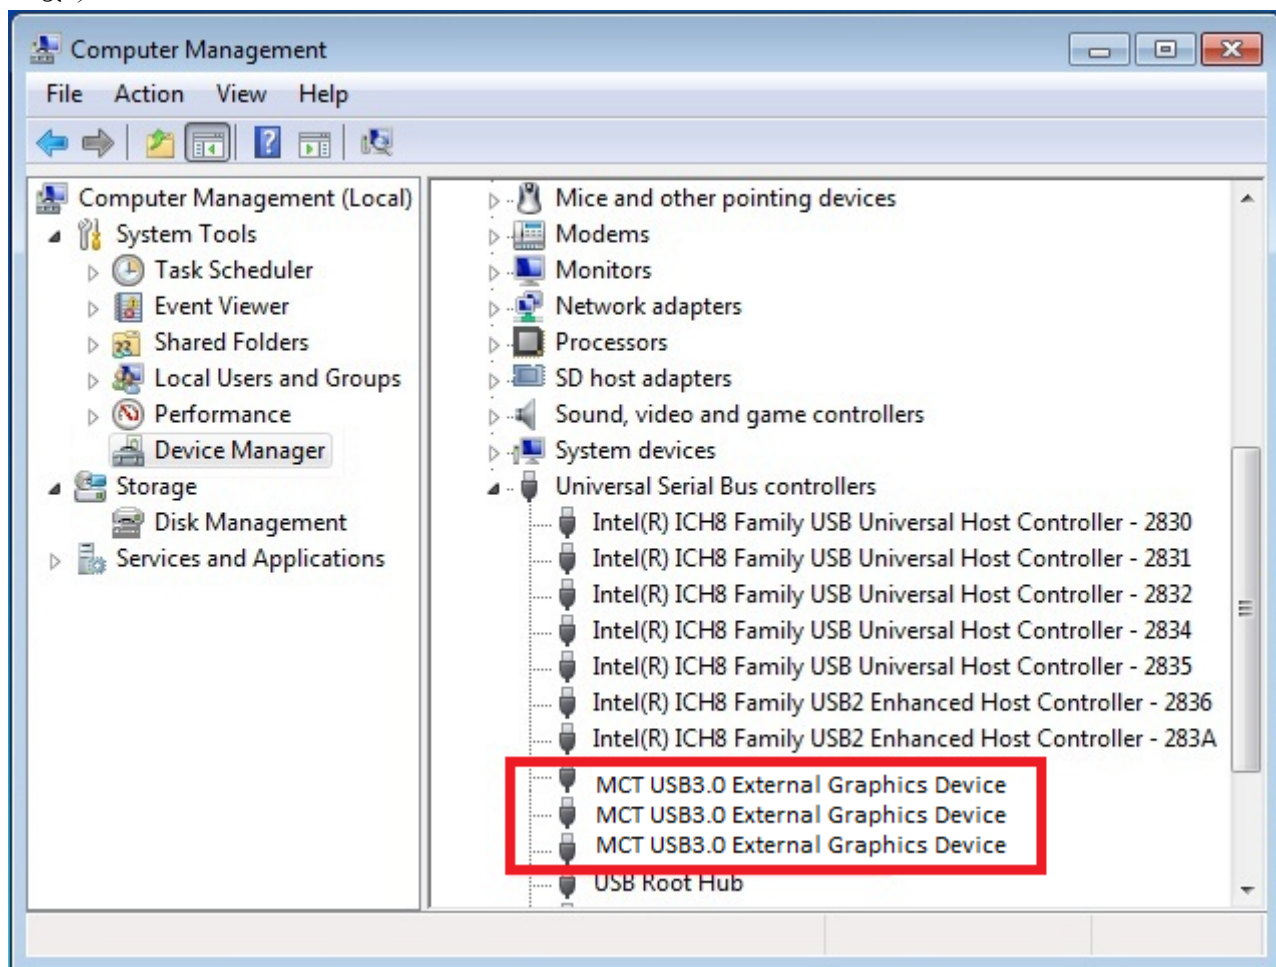 Computer Management
File Action View Help
Computer Management (Local)
System Tools
Task Scheduler
Event Viewer
Shared Folders
Local Users and Groups
Performance
Device Manager
Storage
Disk Management
Services and Applications
Mice and other pointing devices
Modems
Monitors
Network adapters
Processors
SD host adapters
Sound, video and game controllers
System devices
Universal Serial Bus controllers
Intel(R) ICH8 Family USB Universal Host Controller - 2830
Intel(R) ICH8 Family USB Universal Host Controller - 2831
Intel(R) ICH8 Family USB Universal Host Controller - 2832
Intel(R) ICH8 Family USB Universal Host Controller - 2834
Intel(R) ICH8 Family USB Universal Host Controller - 2835
Intel(R) ICH8 Family USB2 Enhanced Host Controller - 2836
Intel(R) ICH8 Family USB2 Enhanced Host Controller - 283A
MCT USB3.0 External Graphics Device
MCT USB3.0 External Graphics Device
MCT USB3.0 External Graphics Device
USB Root Hub